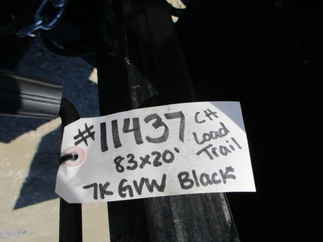 #11437
CH
Load
Trail
83x20'
7K GVW Black